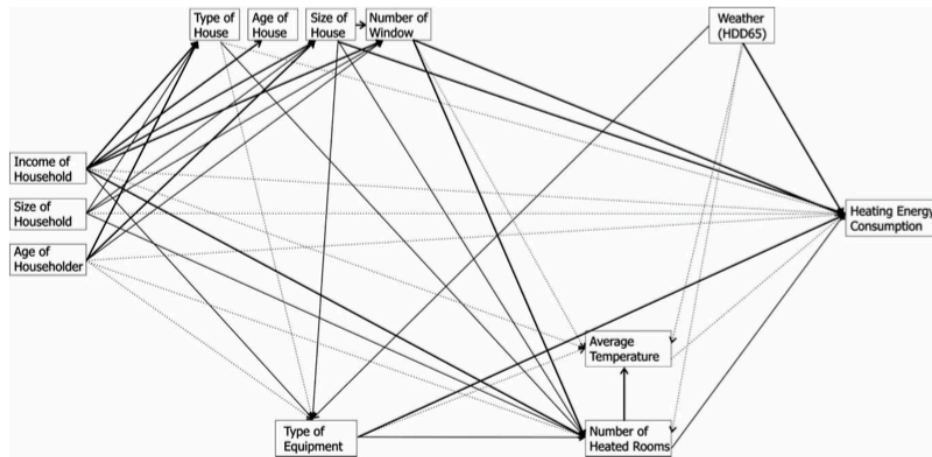 Type of
House
Age of
House
Size of
House
Number of
Window
Weather
(HDD65)
Income of
Household
Size of
Household
Age of
Householder
Heating Energy
Consumption
Average
Temperature
Type of
Equipment
Number of
Heated Rooms